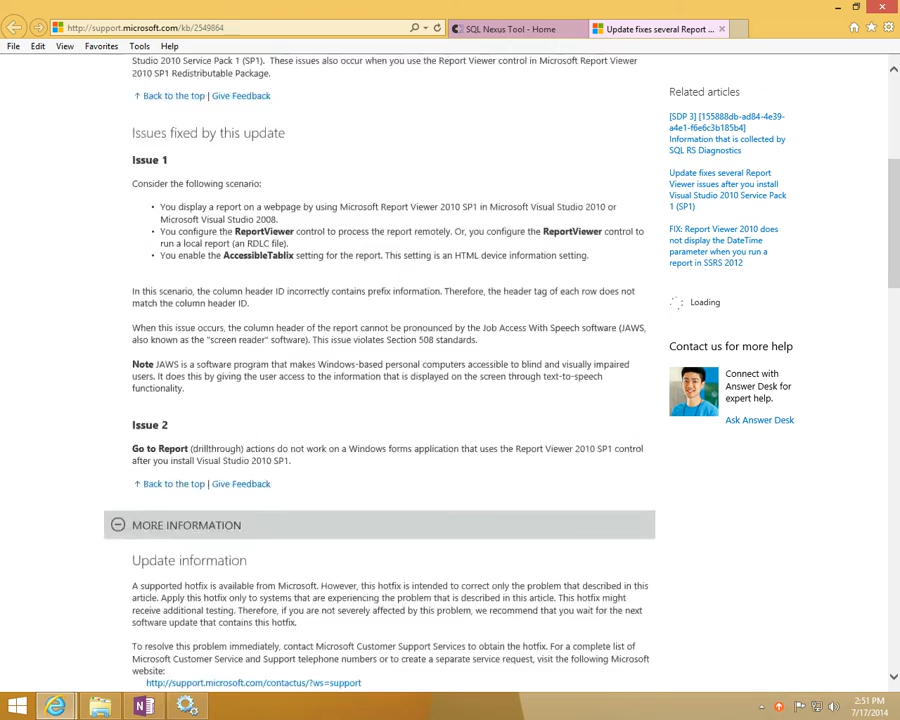 http://support.microsoft.com/kb/2549864
SQL Nexus Tool - Home
Update fixes several Report ...
File Edit View Favorites Tools Help
Studio 2010 Service Pack 1 (SP1). These issues also occur when you use the Report Viewer control in Microsoft Report Viewer
2010 SP1 Redistributable Package.
Back to the top | Give Feedback
Issues fixed by this update
Issue 1
Consider the following scenario:
• You display a report on a webpage by using Microsoft Report Viewer 2010 SP1 in Microsoft Visual Studio 2010 or
Microsoft Visual Studio 2008.
• You configure the ReportViewer control to process the report remotely. Or, you configure the ReportViewer control to
run a local report (an RDLC file).
• You enable the AccessibleTablix setting for the report. This setting is an HTML device information setting.
In this scenario, the column header ID incorrectly contains prefix information. Therefore, the header tag of each row does not
match the column header ID.
When this issue occurs, the column header of the report cannot be pronounced by the Job Access With Speech software (JAWS,
also known as the "screen reader" software). This issue violates Section 508 standards.
Note JAWS is a software program that makes Windows-based personal computers accessible to blind and visually impaired
users. It does this by giving the user access to the information that is displayed on the screen through text-to-speech
functionality.
Issue 2
Go to Report (drillthrough) actions do not work on a Windows forms application that uses the Report Viewer 2010 SP1 control
after you install Visual Studio 2010 SP1.
Back to the top | Give Feedback
MORE INFORMATION
Update information
A supported hotfix is available from Microsoft. However, this hotfix is intended to correct only the problem that described in this
article. Apply this hotfix only to systems that are experiencing the problem that is described in this article. This hotfix might
receive additional testing. Therefore, if you are not severely affected by this problem, we recommend that you wait for the next
software update that contains this hotfix.
To resolve this problem immediately, contact Microsoft Customer Support Services to obtain the hotfix. For a complete list of
Microsoft Customer Service and Support telephone numbers or to create a separate service request, visit the following Microsoft
website:
http://support.microsoft.com/contactus/?ws=support
Related articles
[SDP 3] [155888db-ad84-4e39-
a4e1-f6e6c3b185b4]
Information that is collected by
SQL RS Diagnostics
Update fixes several Report
Viewer issues after you install
Visual Studio 2010 Service Pack
1 (SP1)
FIX: Report Viewer 2010 does
not display the DateTime
parameter when you run a
report in SSRS 2012
Loading
Contact us for more help
Connect with
Answer Desk for
expert help.
Ask Answer Desk
2:51 PM
7/17/2014